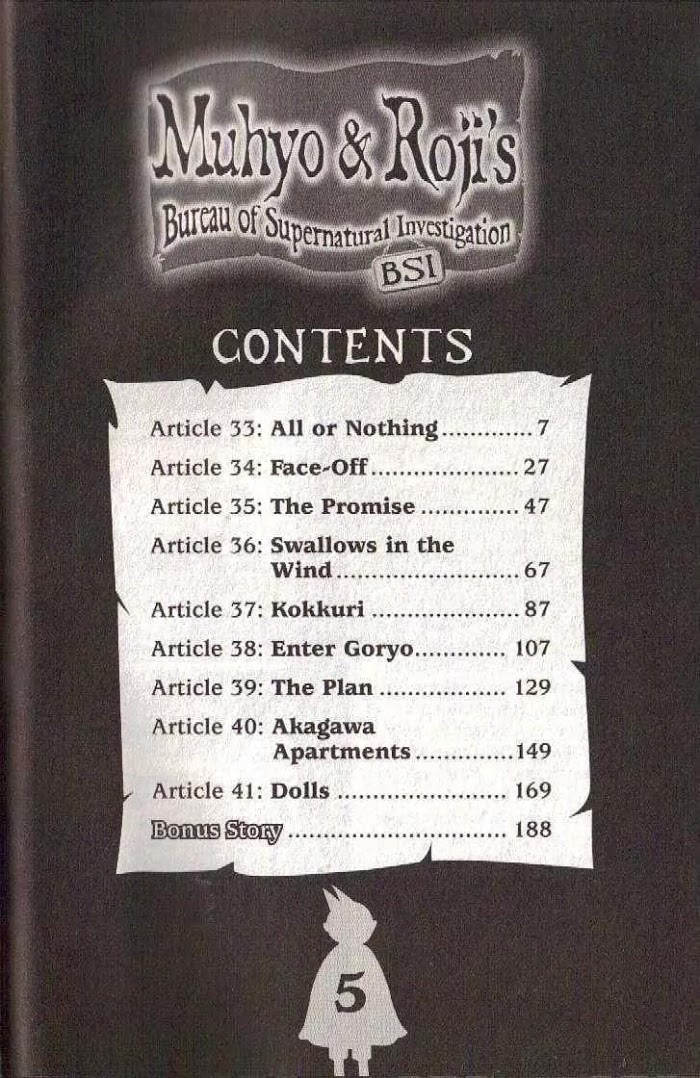 Muhyo & Roji's
Bureau of Supernatural Investigation
BSI
CONTENTS
Article 33: All or Nothing.............7
Article 34: Face-Off.....................27
Article 35: The Promise ..............47
Article 36: Swallows in the
Wind..........................67
Article 37: Kokkuri .....................87
Article 38: Enter Goryo............. 107
Article 39: The Plan .................. 129
Article 40: Akagawa
Apartments..............149
Article 41: Dolls ........................ 169
Bonus Story............................... 188
5